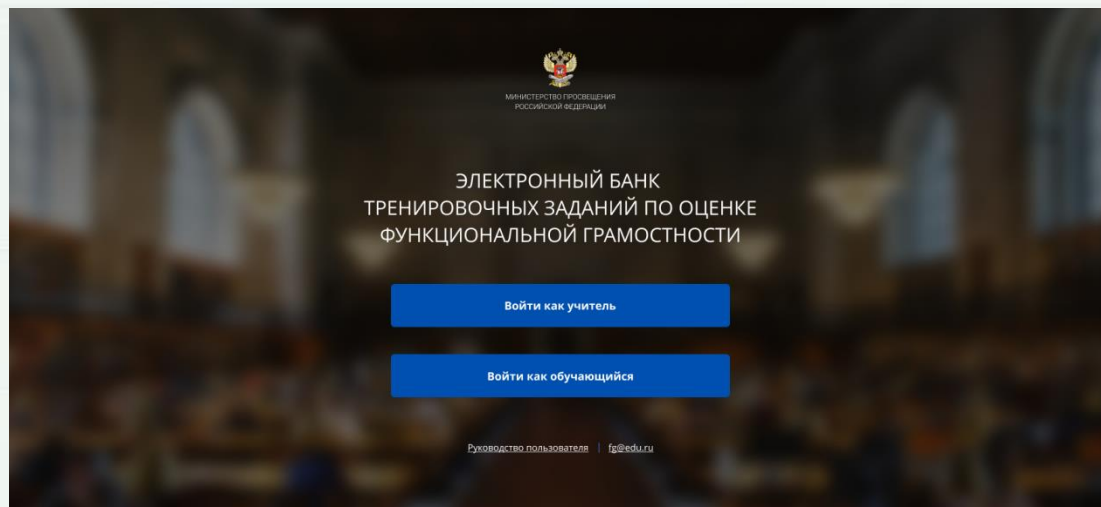 МИНИСТЕРСТВО ПРОСВЕЩЕНИЯ
РОССИЙСКОЙ ФЕДЕРАЦИИ
ЭЛЕКТРОННЫЙ БАНК
ТРЕНИРОВОЧНЫХ ЗАДАНИЙ ПО ОЦЕНКЕ
ФУНКЦИОНАЛЬНОЙ ГРАМОСТНОСТИ
Войти как учитель
Войти как обучающийся
Руководство пользователя | fg@edu.ru